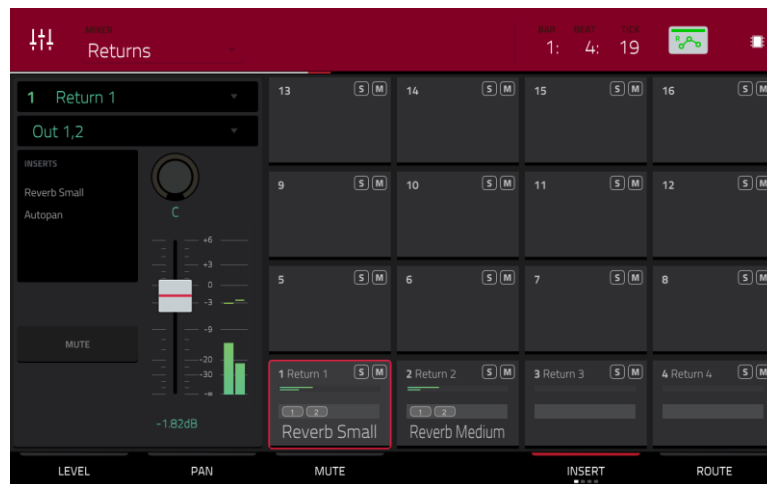 MIXER
Returns
BAR BEAT TICK
1: 4: 19
R
1 Return 1
Out 1,2
INSERTS
Reverb Small
Autopan
C
+6
+3
0
-3
-9
-20
-30
-∞
MUTE
-1.82dB
13 S M
14 S M
15 S M
16 S M
9 S M
10 S M
11 S M
12 S M
5 S M
6 S M
7 S M
8 S M
1 Return 1 S M
1 2
Reverb Small
2 Return 2 S M
1 2
Reverb Medium
3 Return 3 S M
4 Return 4 S M
LEVEL PAN MUTE INSERT ROUTE